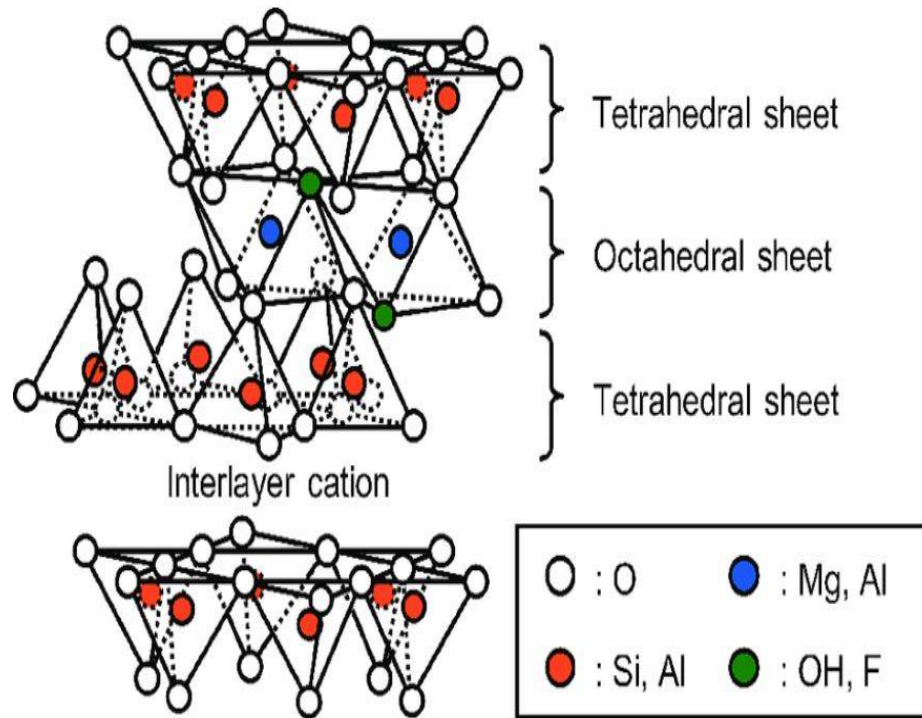 Tetrahedral sheet
Octahedral sheet
Tetrahedral sheet
Interlayer cation
: O
: Mg, Al
: Si, Al
: OH, F